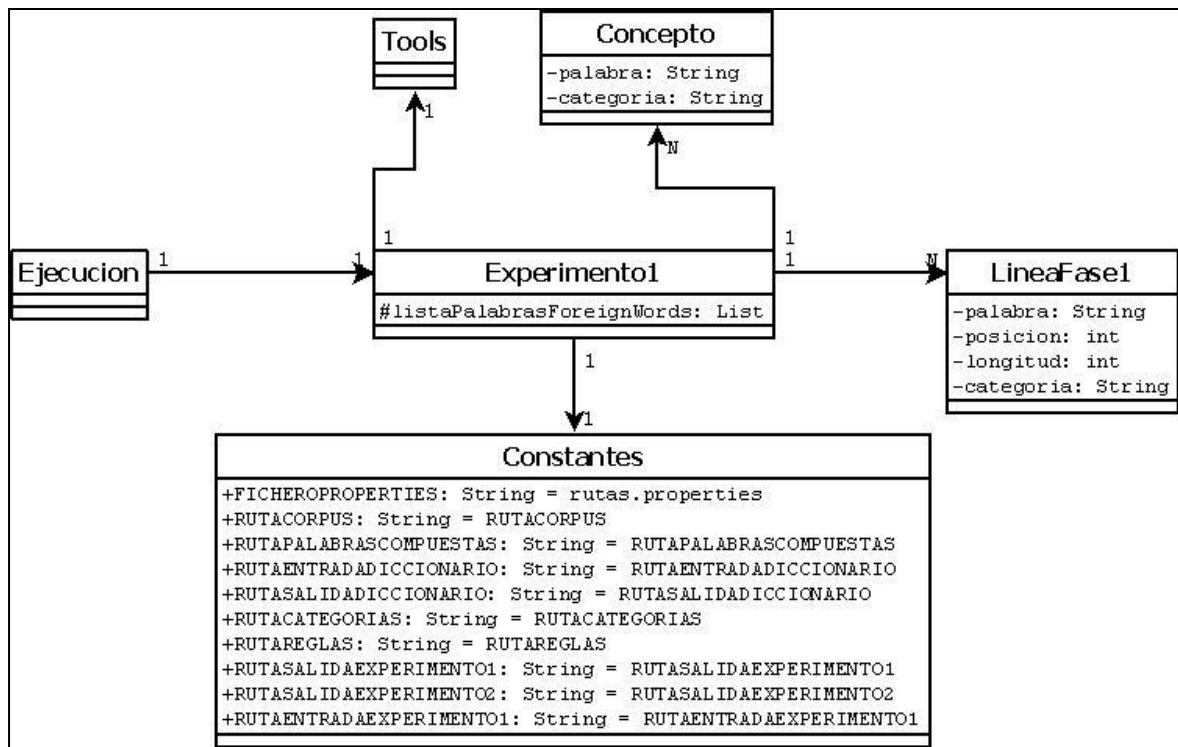 Tools
1
Concepto
-palabra: String
-categoria: String
N
1
1
Ejecucion
1
1
Experimento1
#listaPalabrasForeignWords: List
1
N
LineaFase1
-palabra: String
-posicion: int
-longitud: int
-categoria: String
1
1
Constantes
+FICHEROPROPERTIES: String = rutas.properties
+RUTACORPUS: String = RUTACORPUS
+RUTAPALABRASCOMPUESTAS: String = RUTAPALABRASCOMPUESTAS
+RUTAENTRADADICCIONARIO: String = RUTAENTRADADICCIONARIO
+RUTASALIDADICCIONARIO: String = RUTASALIDADICCIONARIO
+RUTACATEGORIAS: String = RUTACATEGORIAS
+RUTAREGLAS: String = RUTAREGLAS
+RUTASALIDAEXPERIMENTO1: String = RUTASALIDAEXPERIMENTO1
+RUTASALIDAEXPERIMENTO2: String = RUTASALIDAEXPERIMENTO2
+RUTAENTRADAEXPERIMENTO1: String = RUTAENTRADAEXPERIMENTO1